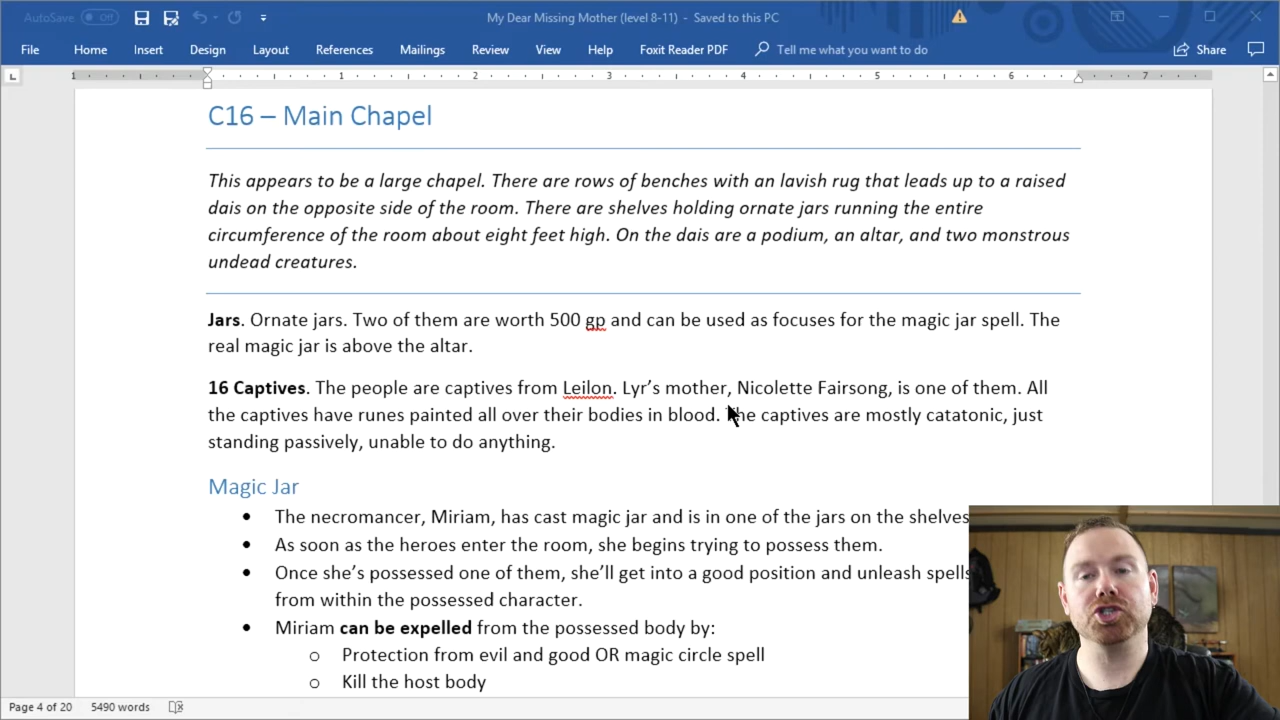 AutoSave Off
My Dear Missing Mother (level 8-11) - Saved to this PC
File Home Insert Design Layout References Mailings Review View Help Foxit Reader PDF Tell me what you want to do Share
1 1 2 3 4 5 6 7
C16 – Main Chapel
This appears to be a large chapel. There are rows of benches with an lavish rug that leads up to a raised
dais on the opposite side of the room. There are shelves holding ornate jars running the entire
circumference of the room about eight feet high. On the dais are a podium, an altar, and two monstrous
undead creatures.
Jars. Ornate jars. Two of them are worth 500 gp and can be used as focuses for the magic jar spell. The
real magic jar is above the altar.
16 Captives. The people are captives from Leilon. Lyr’s mother, Nicolette Fairsong, is one of them. All
the captives have runes painted all over their bodies in blood. The captives are mostly catatonic, just
standing passively, unable to do anything.
Magic Jar
• The necromancer, Miriam, has cast magic jar and is in one of the jars on the shelves
• As soon as the heroes enter the room, she begins trying to possess them.
• Once she’s possessed one of them, she’ll get into a good position and unleash spells
from within the possessed character.
• Miriam can be expelled from the possessed body by:
o Protection from evil and good OR magic circle spell
o Kill the host body
Page 4 of 20 5490 words